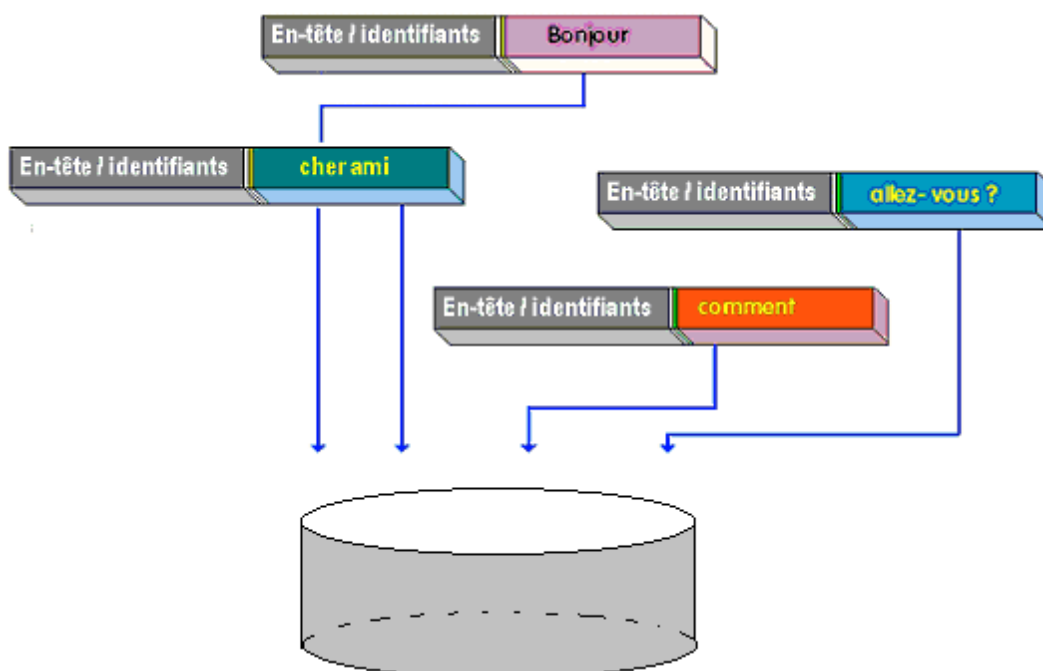 En-tête / identifiants Bonjour
En-tête / identifiants cher ami
En-tête / identifiants allez-vous ?
En-tête / identifiants comment